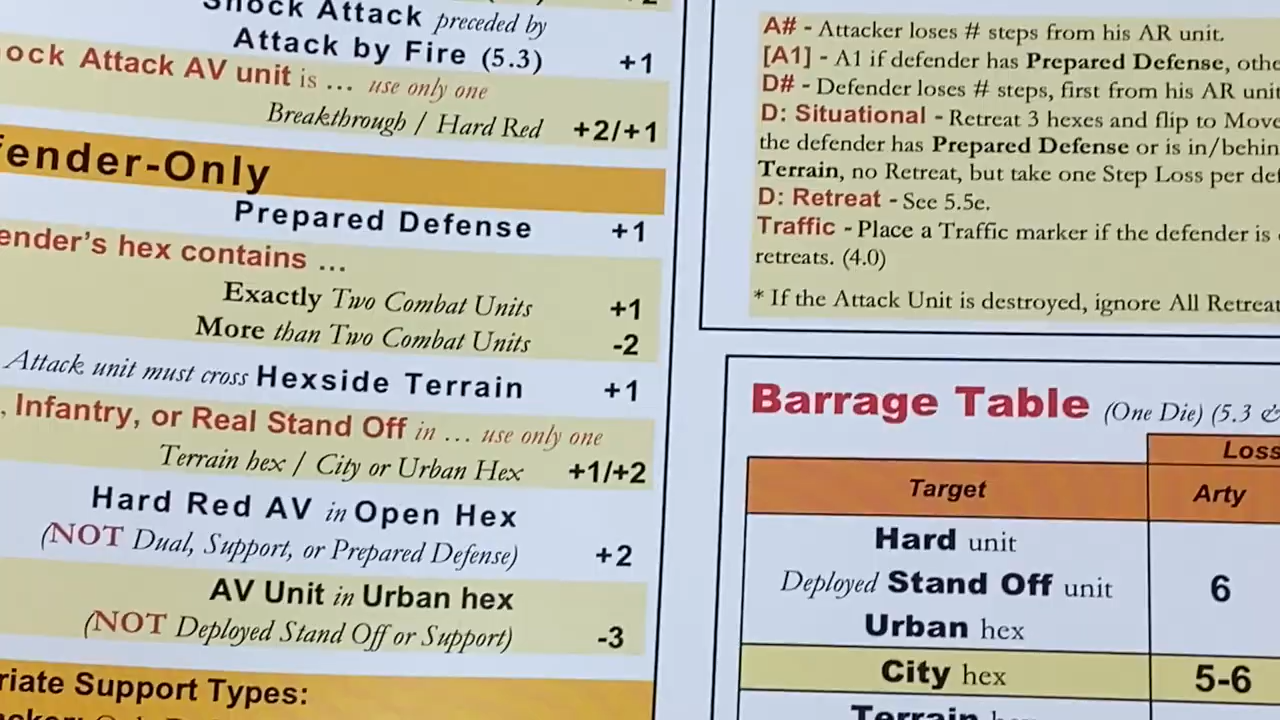 Shock Attack preceded by
Attack by Fire (5.3) +1
ock Attack AV unit is ... use only one
Breakthrough / Hard Red +2/+1
fender-Only
Prepared Defense +1
ender's hex contains ...
Exactly Two Combat Units +1
More than Two Combat Units -2
Attack unit must cross Hexside Terrain +1
, Infantry, or Real Stand Off in ... use only one
Terrain hex / City or Urban Hex +1/+2
Hard Red AV in Open Hex
(NOT Dual, Support, or Prepared Defense) +2
AV Unit in Urban hex
(NOT Deployed Stand Off or Support) -3
riate Support Types:
A# - Attacker loses # steps from his AR unit.
[A1] - A1 if defender has Prepared Defense, othe
D# - Defender loses # steps, first from his AR unit
D: Situational - Retreat 3 hexes and flip to Move
the defender has Prepared Defense or is in/behin
Terrain, no Retreat, but take one Step Loss per def
D: Retreat - See 5.5e.
Traffic - Place a Traffic marker if the defender is
retreats. (4.0)
* If the Attack Unit is destroyed, ignore All Retreat
Barrage Table (One Die) (5.3 &
Loss
Target Arty
Hard unit
Deployed Stand Off unit 6
Urban hex
City hex 5-6
Terrain